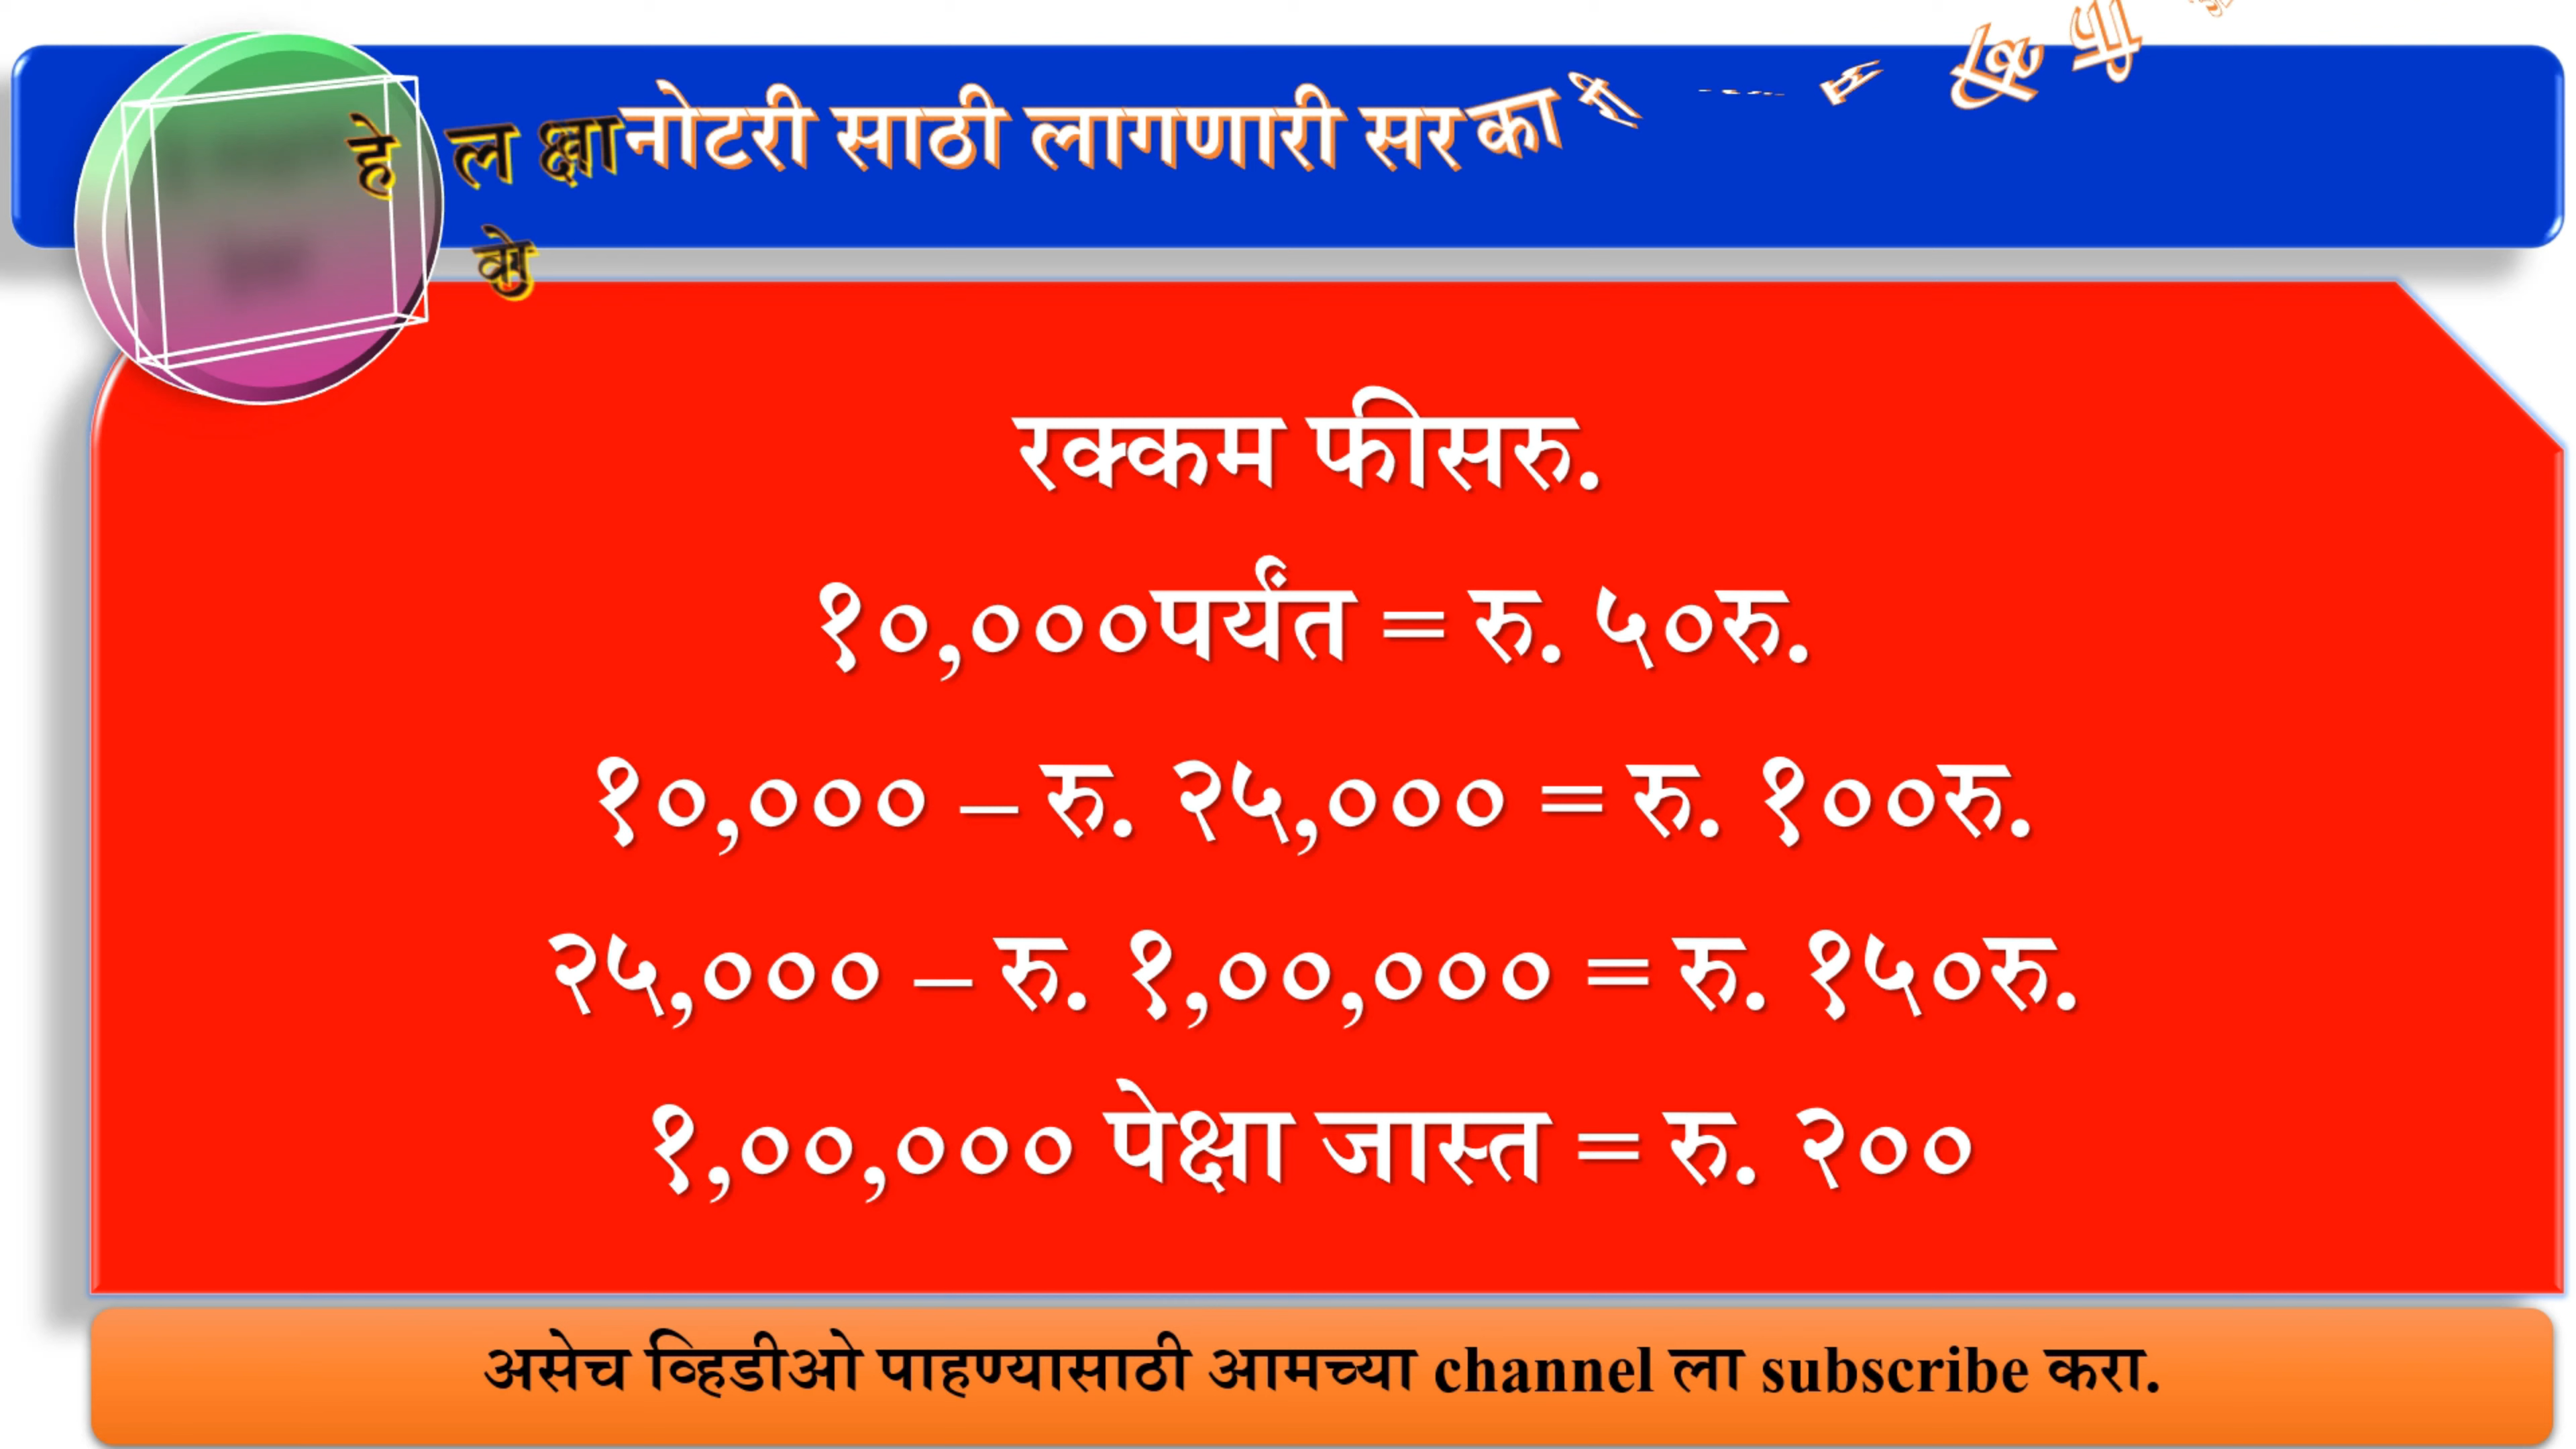 हे लक्षा
नोटरी साठी लागणारी सरका
रक्कम फीसरु.
१०,०००पर्यंत = रु. ५०रु.
१०,००० – रु. २५,००० = रु. १००रु.
२५,००० – रु. १,००,००० = रु. १५०रु.
१,००,००० पेक्षा जास्त = रु. २००
असेच व्हिडीओ पाहण्यासाठी आमच्या channel ला subscribe करा.